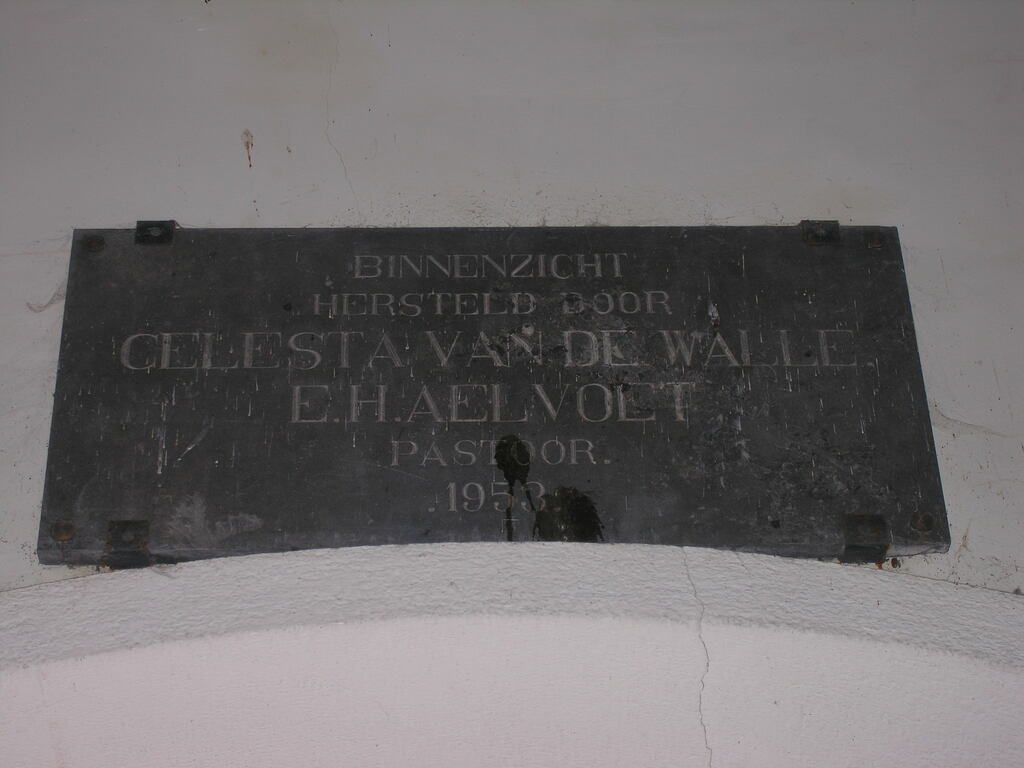 BINNENZICHT
HERSTELD DOOR
CELESTA VAN DE WALLE
E.H.AELVOET
PASTOOR.
.1953.